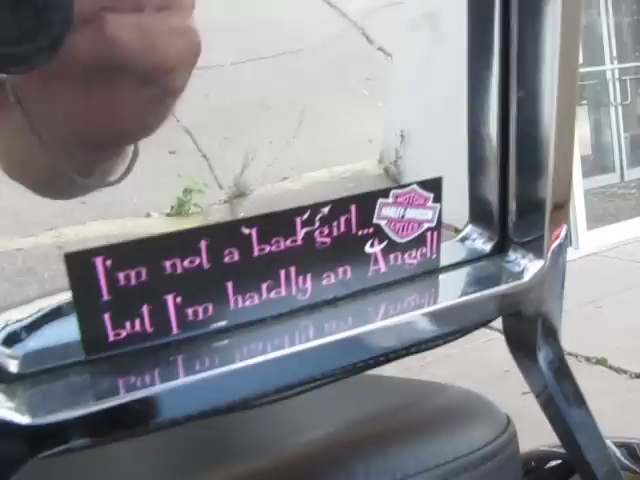 I'm not a bad girl...
but I'm hardly an Angel!
MOTOR
HARLEY-DAVIDSON
CYCLES